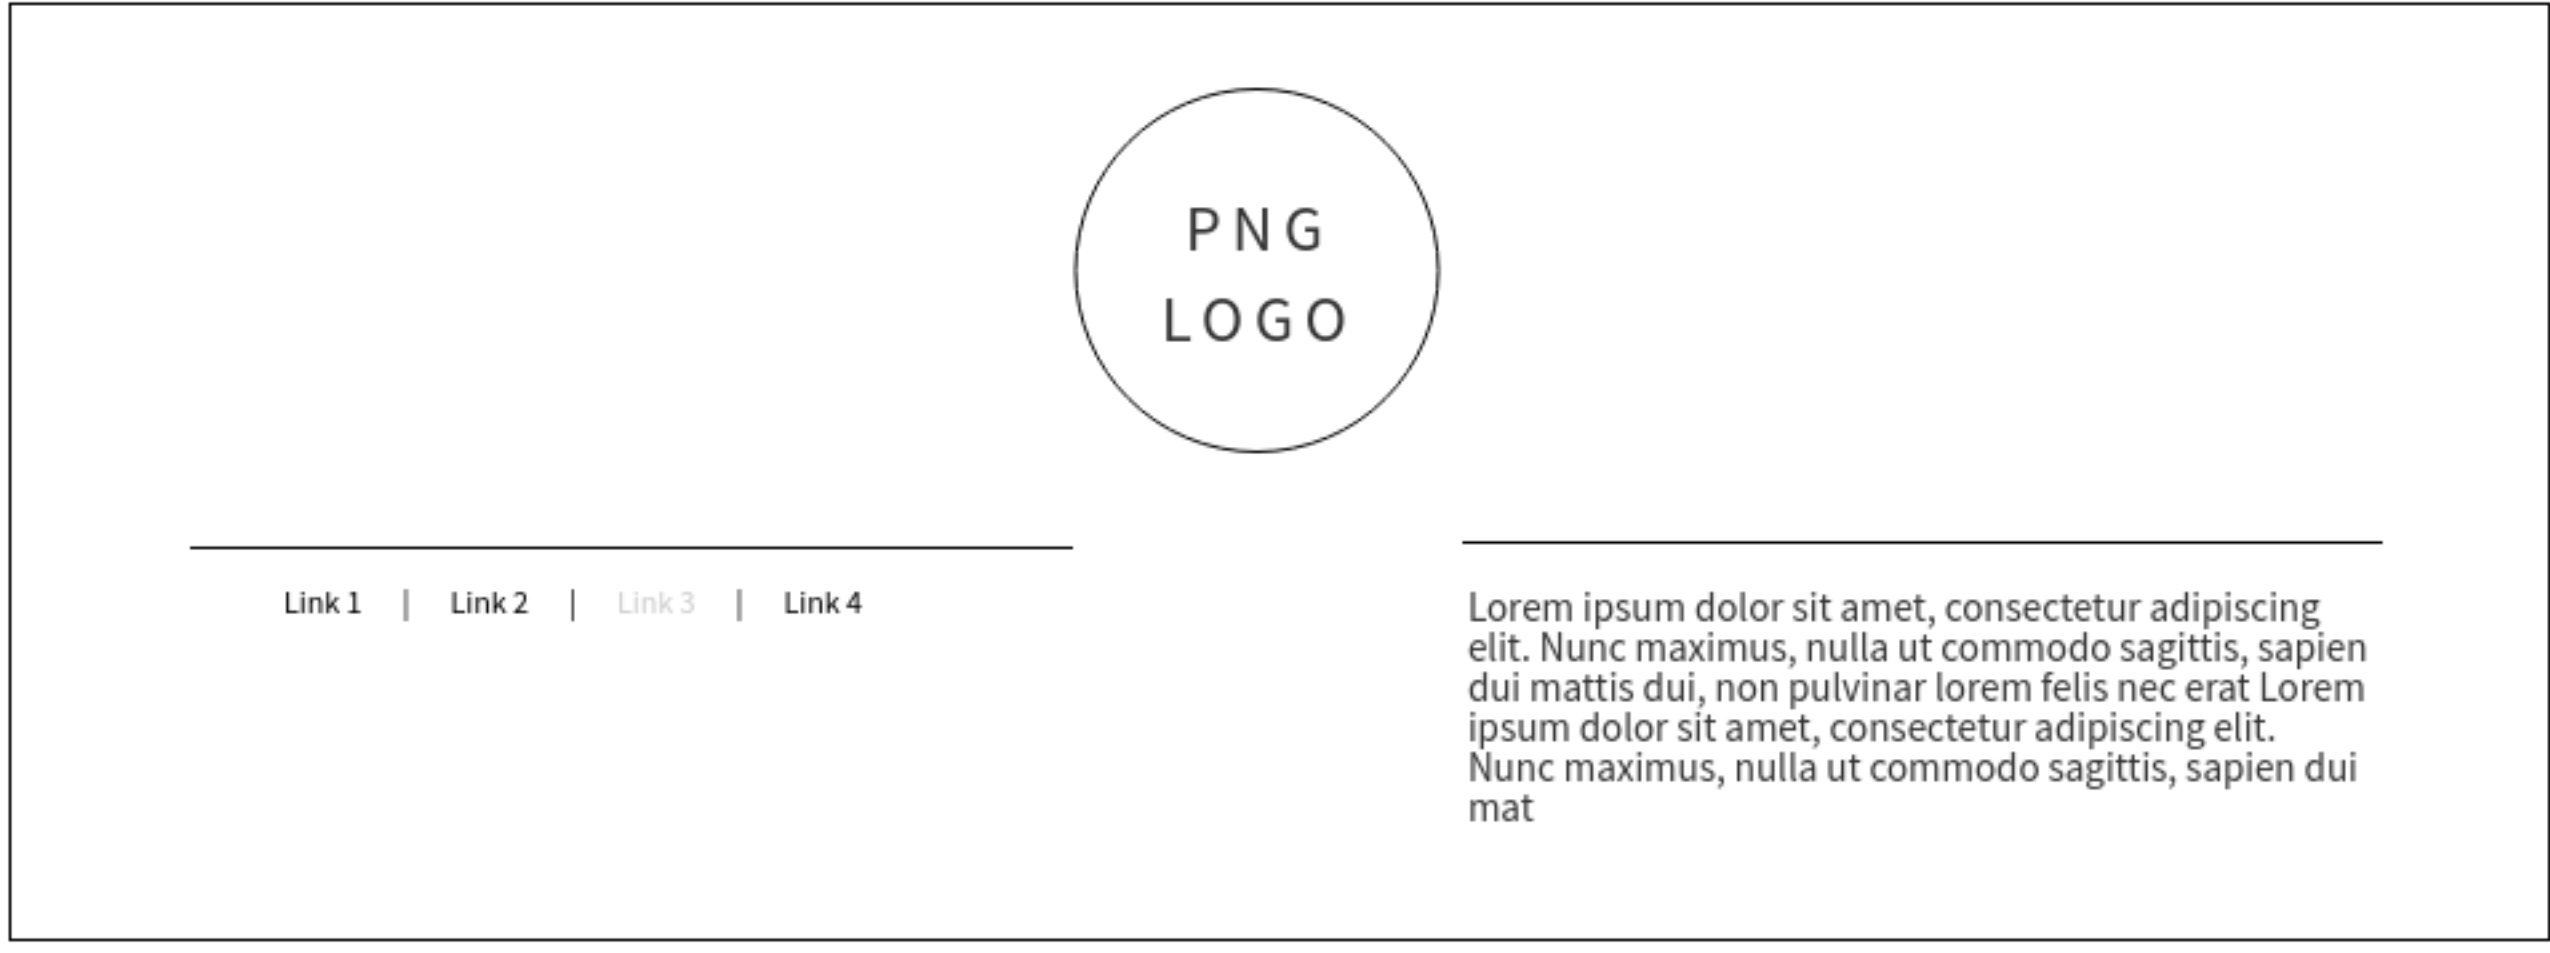 PNG
LOGO
Link 1 | Link 2 | Link 3 | Link 4
Lorem ipsum dolor sit amet, consectetur adipiscing
elit. Nunc maximus, nulla ut commodo sagittis, sapien
dui mattis dui, non pulvinar lorem felis nec erat Lorem
ipsum dolor sit amet, consectetur adipiscing elit.
Nunc maximus, nulla ut commodo sagittis, sapien dui
mat